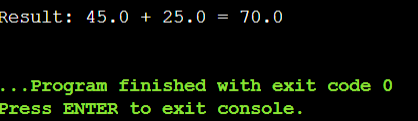 Result: 45.0 + 25.0 = 70.0
...Program finished with exit code 0
Press ENTER to exit console.